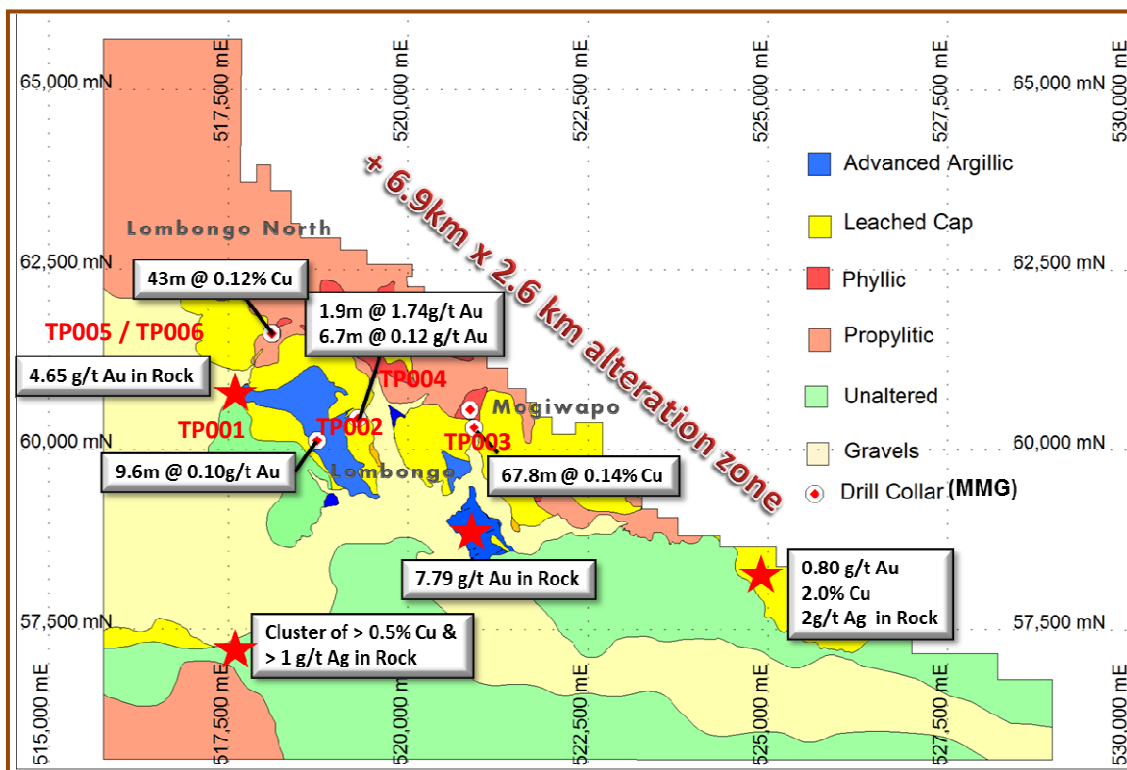 517,500 mE
520,000 mE
530,000 mE
65,000 mN
522,500 mE
525,000 mE
527,500 mE
65,000 mN
Advanced Argillic
Leached Cap
Phyllic
Propylitic
Unaltered
Gravels
Drill Collar (MMG)
+ 6.9km x 2.6 km alteration zone
Lombongo North
62,500 mN
62,500 mN
43m @ 0.12% Cu
1.9m @ 1.74g/t Au
6.7m @ 0.12 g/t Au
TP005 / TP006
4.65 g/t Au in Rock
TP004
Mogiwapo
TP001
TP002
TP003
60,000 mN
60,000 mN
9.6m @ 0.10g/t Au
Lombongo
67.8m @ 0.14% Cu
7.79 g/t Au in Rock
0.80 g/t Au
2.0% Cu
2g/t Ag in Rock
57,500 mN
57,500 mN
Cluster of > 0.5% Cu &
> 1 g/t Ag in Rock
515,000 mE
517,500 mE
520,000 mE
522,500 mE
525,000 mE
527,500 mE
530,000 mE